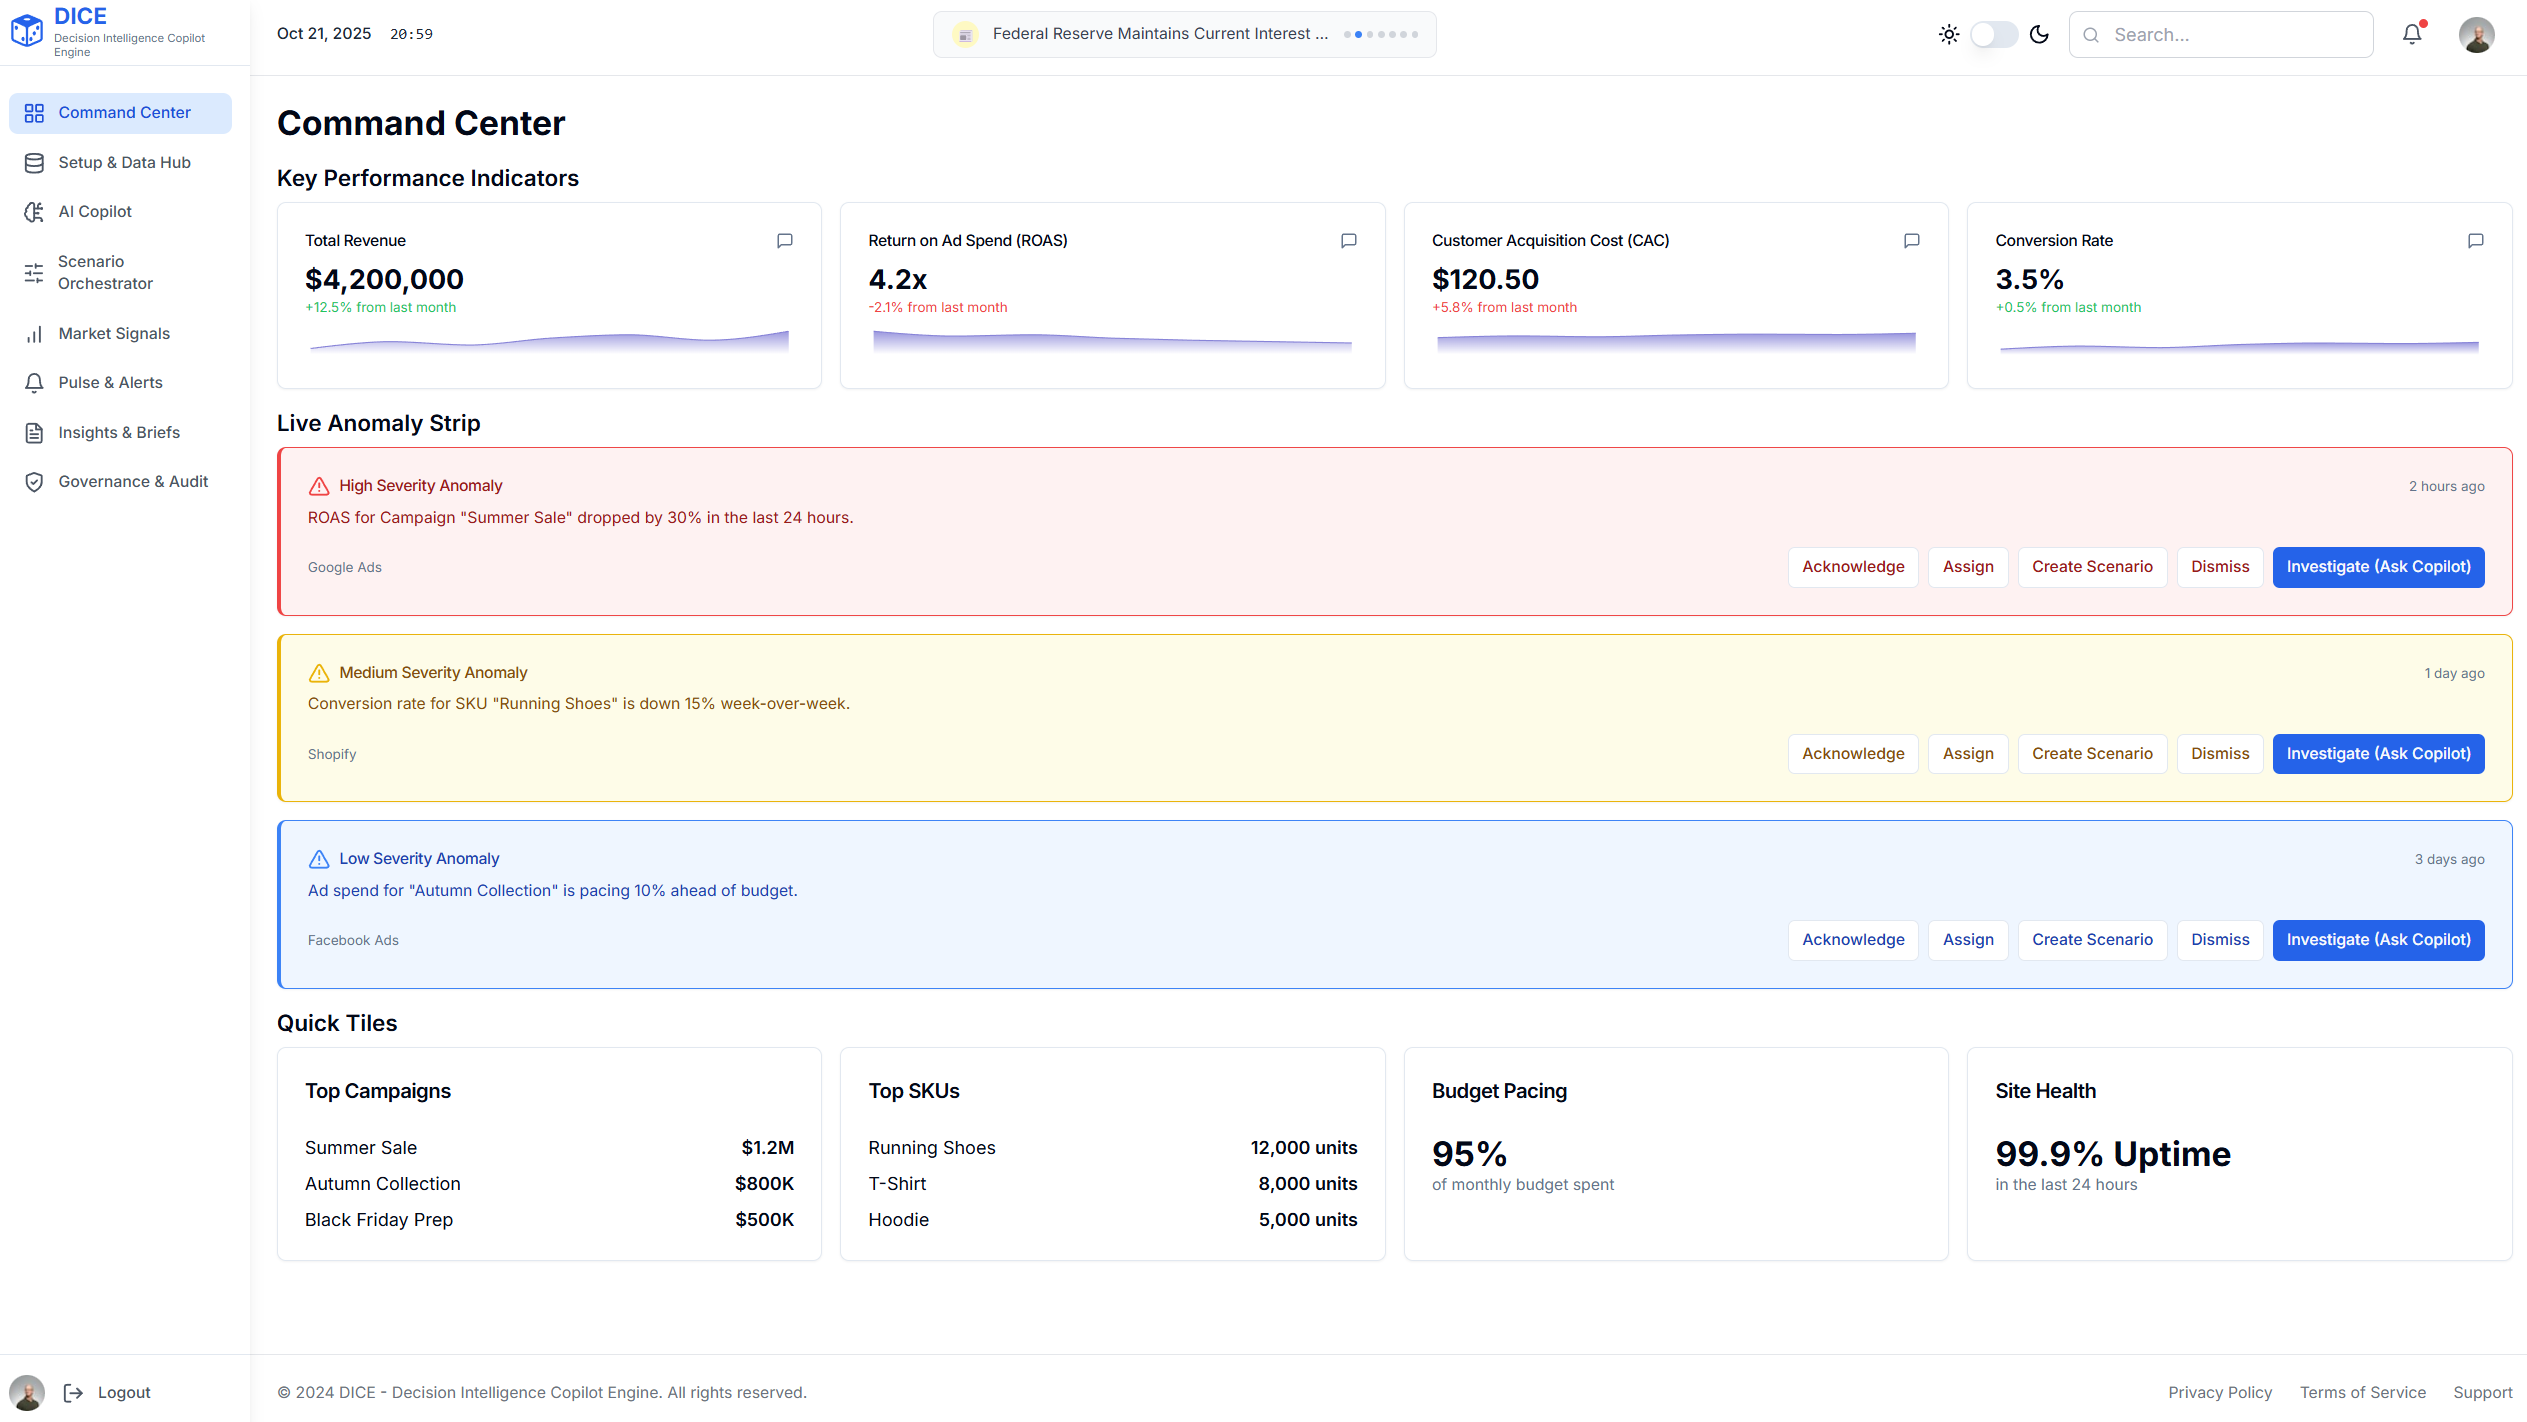 DICE
Decision Intelligence Copilot
Engine
Oct 21, 2025 20:59
Federal Reserve Maintains Current Interest ...
Search...
Command Center
Setup & Data Hub
AI Copilot
Scenario
Orchestrator
Market Signals
Pulse & Alerts
Insights & Briefs
Governance & Audit
Command Center
Key Performance Indicators
Total Revenue
$4,200,000
+12.5% from last month
Return on Ad Spend (ROAS)
4.2x
-2.1% from last month
Customer Acquisition Cost (CAC)
$120.50
+5.8% from last month
Conversion Rate
3.5%
+0.5% from last month
Live Anomaly Strip
High Severity Anomaly
2 hours ago
ROAS for Campaign "Summer Sale" dropped by 30% in the last 24 hours.
Google Ads
Acknowledge Assign Create Scenario Dismiss Investigate (Ask Copilot)
Medium Severity Anomaly
1 day ago
Conversion rate for SKU "Running Shoes" is down 15% week-over-week.
Shopify
Acknowledge Assign Create Scenario Dismiss Investigate (Ask Copilot)
Low Severity Anomaly
3 days ago
Ad spend for "Autumn Collection" is pacing 10% ahead of budget.
Facebook Ads
Acknowledge Assign Create Scenario Dismiss Investigate (Ask Copilot)
Quick Tiles
Top Campaigns
Summer Sale $1.2M
Autumn Collection $800K
Black Friday Prep $500K
Top SKUs
Running Shoes 12,000 units
T-Shirt 8,000 units
Hoodie 5,000 units
Budget Pacing
95%
of monthly budget spent
Site Health
99.9% Uptime
in the last 24 hours
Logout
© 2024 DICE - Decision Intelligence Copilot Engine. All rights reserved.
Privacy Policy Terms of Service Support